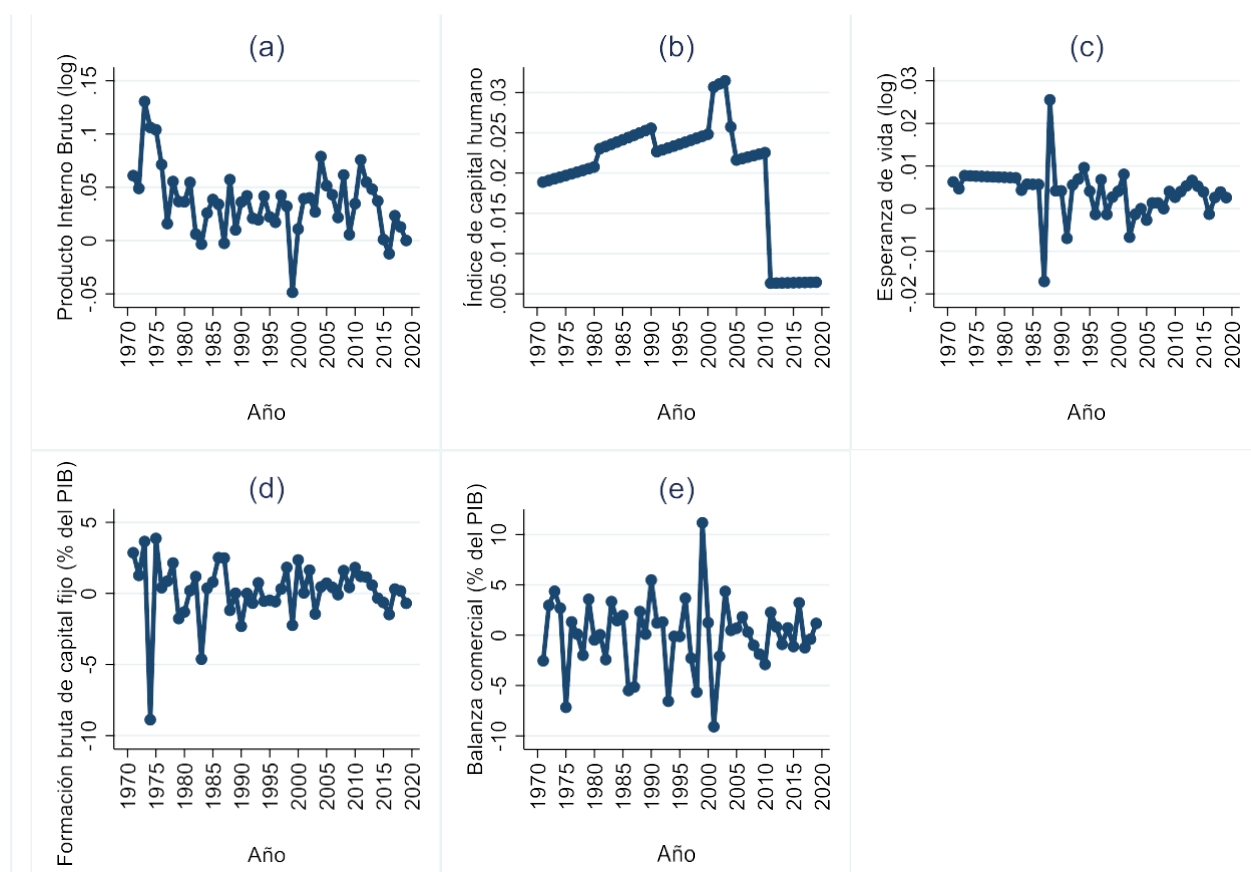 (a)
Producto Interno Bruto (log)
.15
.1
.05
0
-.05
1970 1975 1980 1985 1990 1995 2000 2005 2010 2015 2020
Año
(b)
Índice de capital humano
.03
.025
.02
.015
.01
.005
1970 1975 1980 1985 1990 1995 2000 2005 2010 2015 2020
Año
(c)
Esperanza de vida (log)
.03
.02
.01
0
-.01
-.02
1970 1975 1980 1985 1990 1995 2000 2005 2010 2015 2020
Año
(d)
Formación bruta de capital fijo (% del PIB)
5
0
-5
-10
1970 1975 1980 1985 1990 1995 2000 2005 2010 2015 2020
Año
(e)
Balanza comercial (% del PIB)
10
5
0
-5
-10
1970 1975 1980 1985 1990 1995 2000 2005 2010 2015 2020
Año